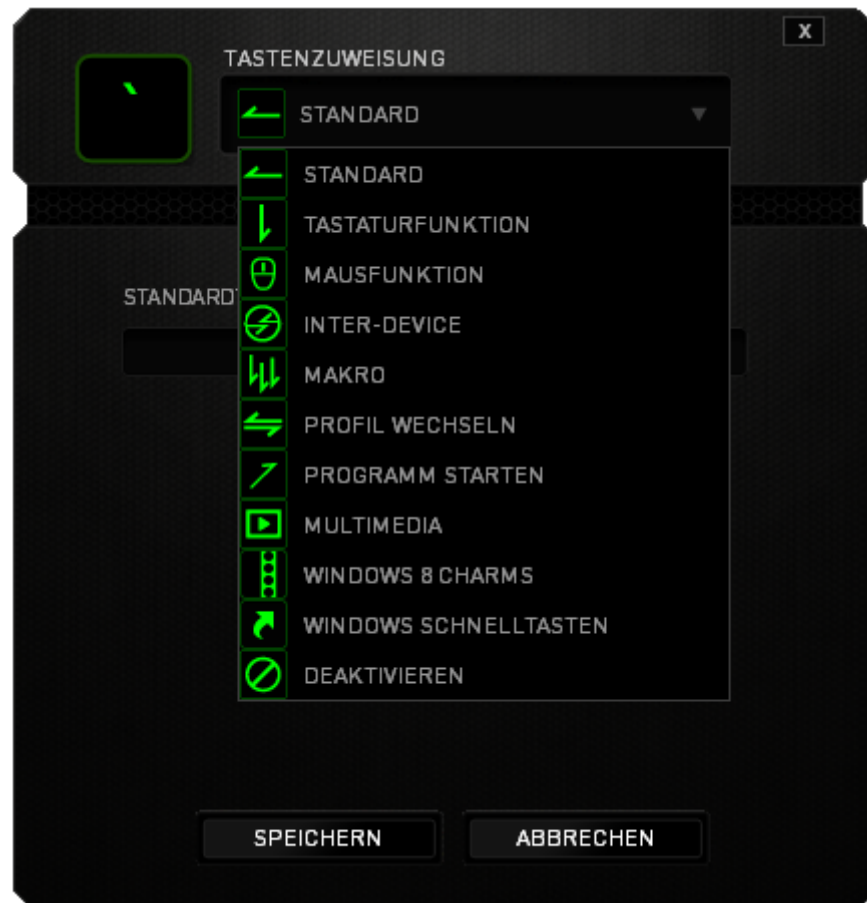 X
TASTENZUWEISUNG
`
STANDARD
STANDARD
TASTATURFUNKTION
MAUSFUNKTION
STANDARD
INTER-DEVICE
MAKRO
PROFIL WECHSELN
PROGRAMM STARTEN
MULTIMEDIA
WINDOWS 8 CHARMS
WINDOWS SCHNELLTASTEN
DEAKTIVIEREN
SPEICHERN ABBRECHEN